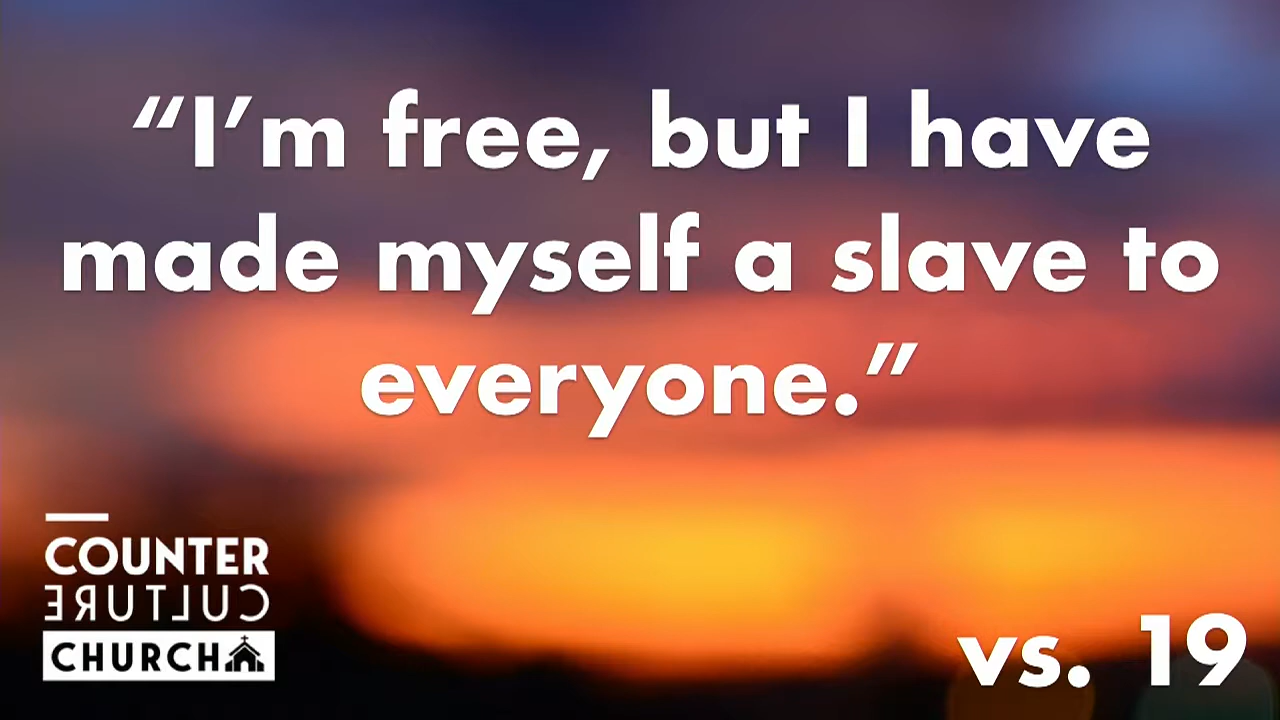 “I’m free, but I have
made myself a slave to
everyone.”
COUNTER
CULTURE
CHURCH
vs. 19